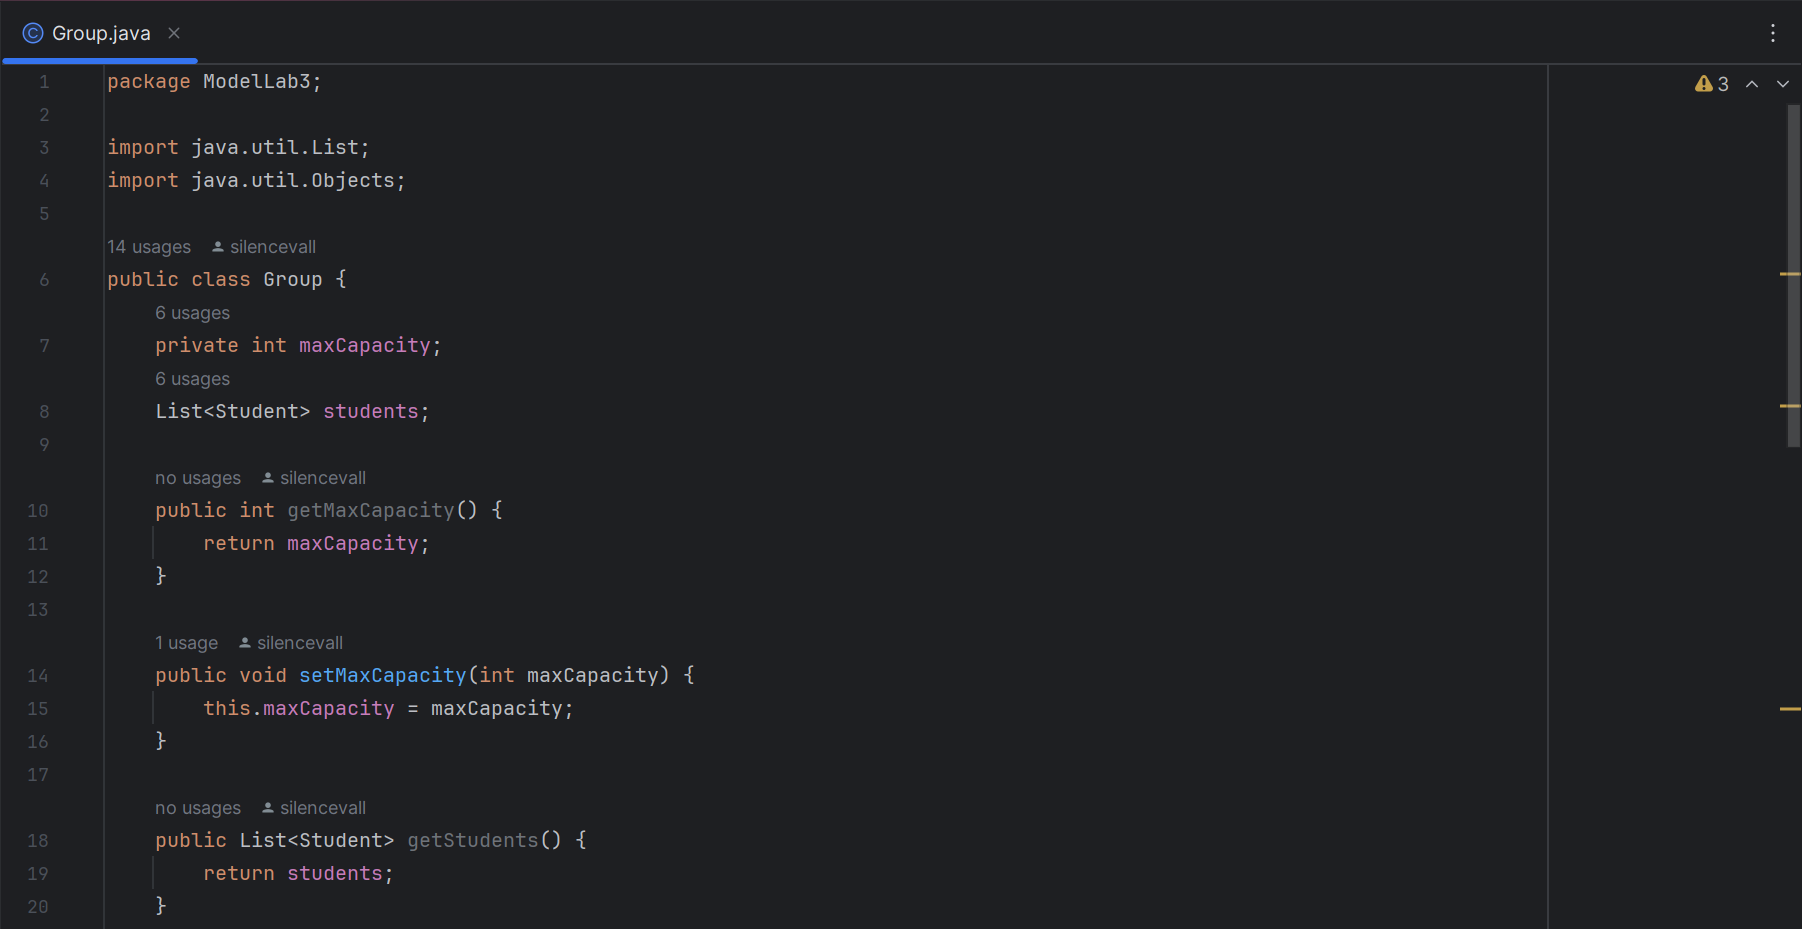 Group.java
3
1 package ModelLab3;
2
3 import java.util.List;
4 import java.util.Objects;
5
14 usages silencevall
6 public class Group {
6 usages
7 private int maxCapacity;
6 usages
8 List<Student> students;
9
no usages silencevall
10 public int getMaxCapacity() {
11 return maxCapacity;
12 }
13
1 usage silencevall
14 public void setMaxCapacity(int maxCapacity) {
15 this.maxCapacity = maxCapacity;
16 }
17
no usages silencevall
18 public List<Student> getStudents() {
19 return students;
20 }